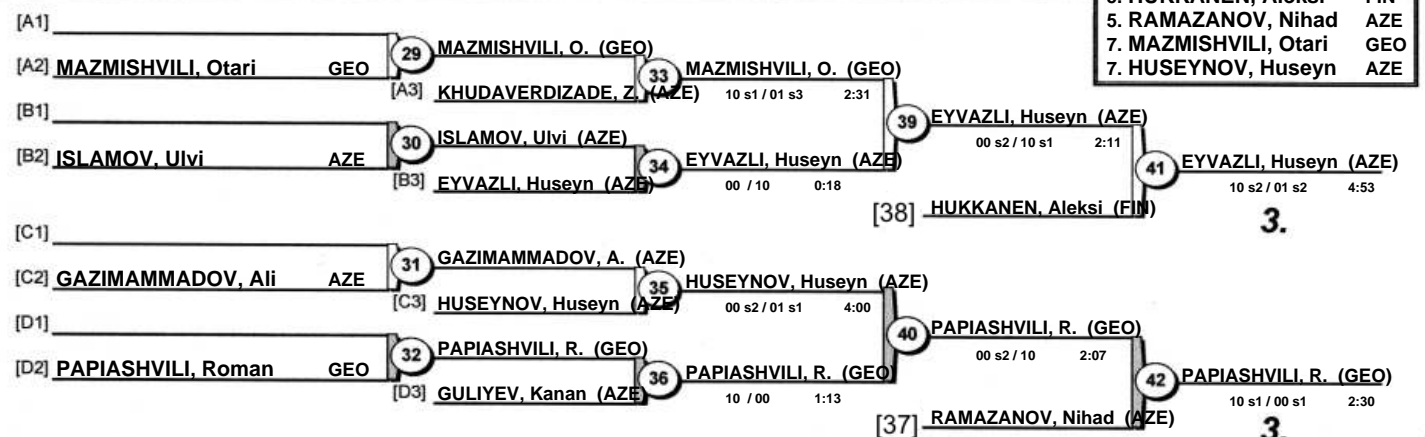 5. HUKKANEN, Aleksi FIN
5. RAMAZANOV, Nihad AZE
7. MAZMISHVILI, Otari GEO
7. HUSEYNOV, Huseyn AZE
[A1]
[A2] MAZMISHVILI, Otari GEO
29
MAZMISHVILI, O. (GEO)
[A3] KHUDAVERDIZADE, Z. (AZE)
33
MAZMISHVILI, O. (GEO)
10 s1 / 01 s3 2:31
[B1]
[B2] ISLAMOV, Ulvi AZE
30
ISLAMOV, Ulvi (AZE)
[B3] EYVAZLI, Huseyn (AZE)
34
EYVAZLI, Huseyn (AZE)
00 / 10 0:18
39
EYVAZLI, Huseyn (AZE)
00 s2 / 10 s1 2:11
[38] HUKKANEN, Aleksi (FIN)
41
EYVAZLI, Huseyn (AZE)
10 s2 / 01 s2 4:53
3.
[C1]
[C2] GAZIMAMMADOV, Ali AZE
31
GAZIMAMMADOV, A. (AZE)
[C3] HUSEYNOV, Huseyn (AZE)
35
HUSEYNOV, Huseyn (AZE)
00 s2 / 01 s1 4:00
[D1]
[D2] PAPIASHVILI, Roman GEO
32
PAPIASHVILI, R. (GEO)
[D3] GULIYEV, Kanan (AZE)
36
PAPIASHVILI, R. (GEO)
10 / 00 1:13
40
PAPIASHVILI, R. (GEO)
00 s2 / 10 2:07
[37] RAMAZANOV, Nihad (AZE)
42
PAPIASHVILI, R. (GEO)
10 s1 / 00 s1 2:30
3.